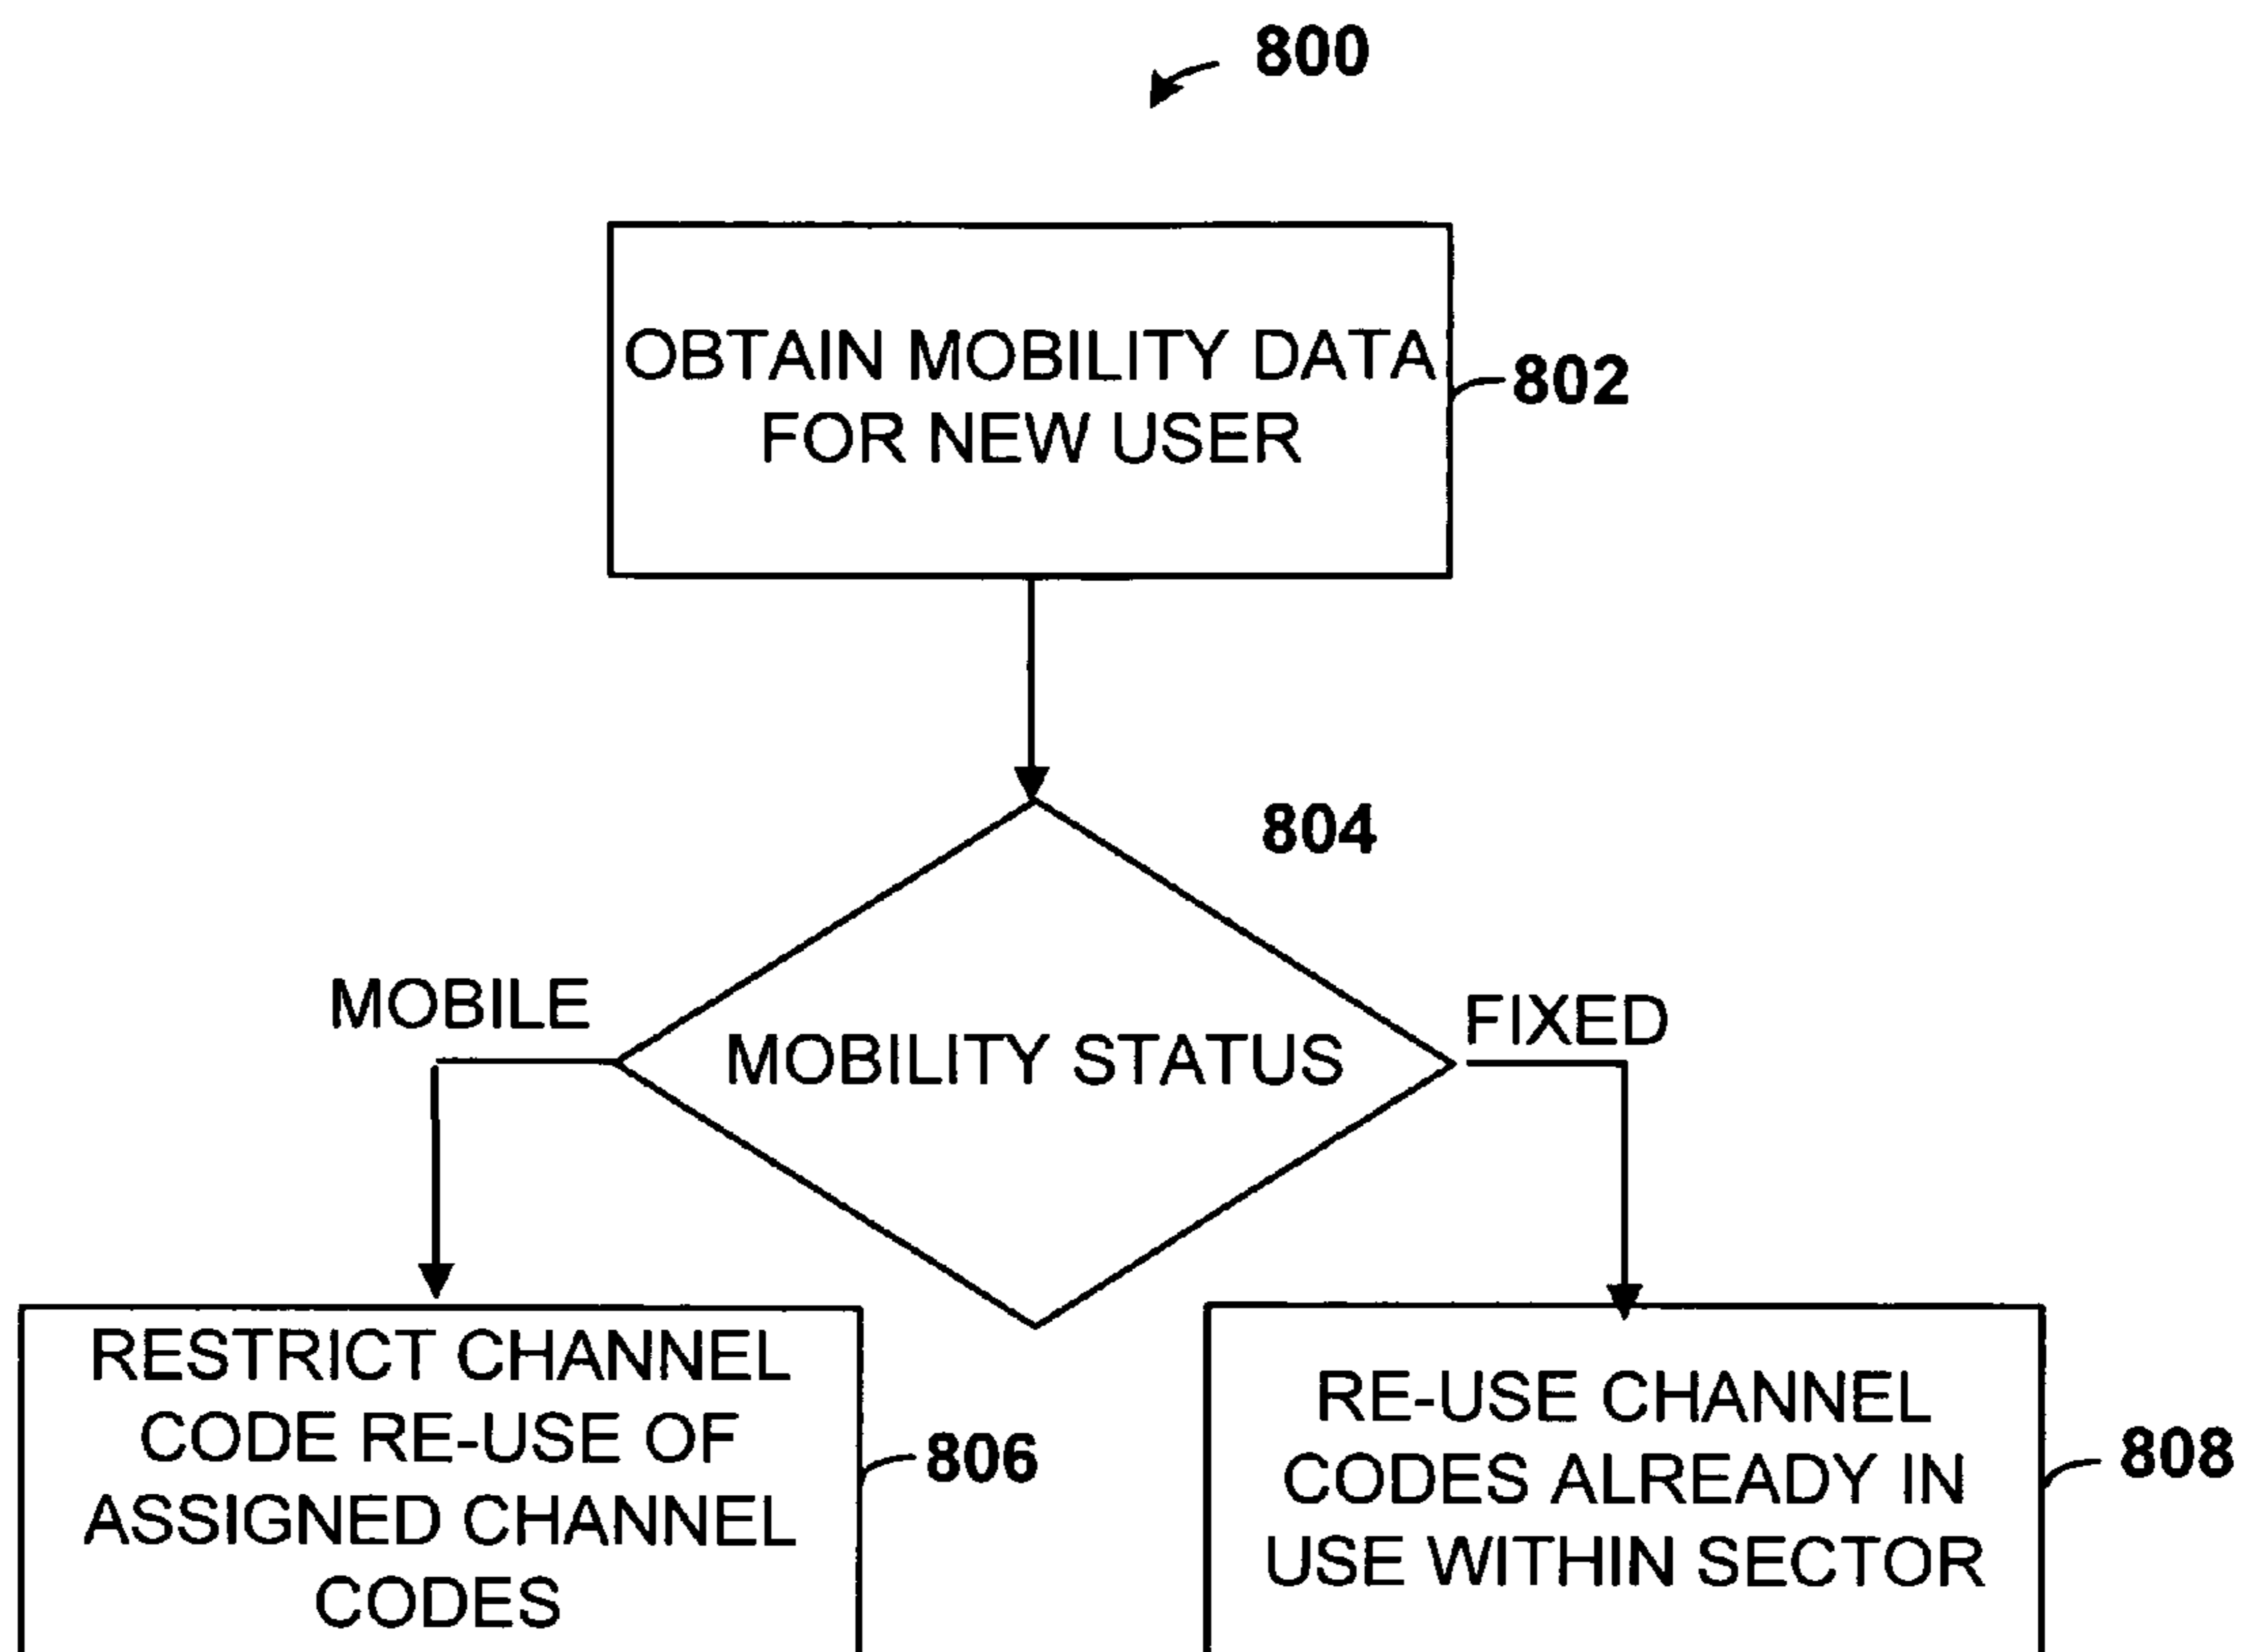 800
OBTAIN MOBILITY DATA
FOR NEW USER
802
804
MOBILE
MOBILITY STATUS
FIXED
RESTRICT CHANNEL
CODE RE-USE OF
ASSIGNED CHANNEL
CODES
806
RE-USE CHANNEL
CODES ALREADY IN
USE WITHIN SECTOR
808